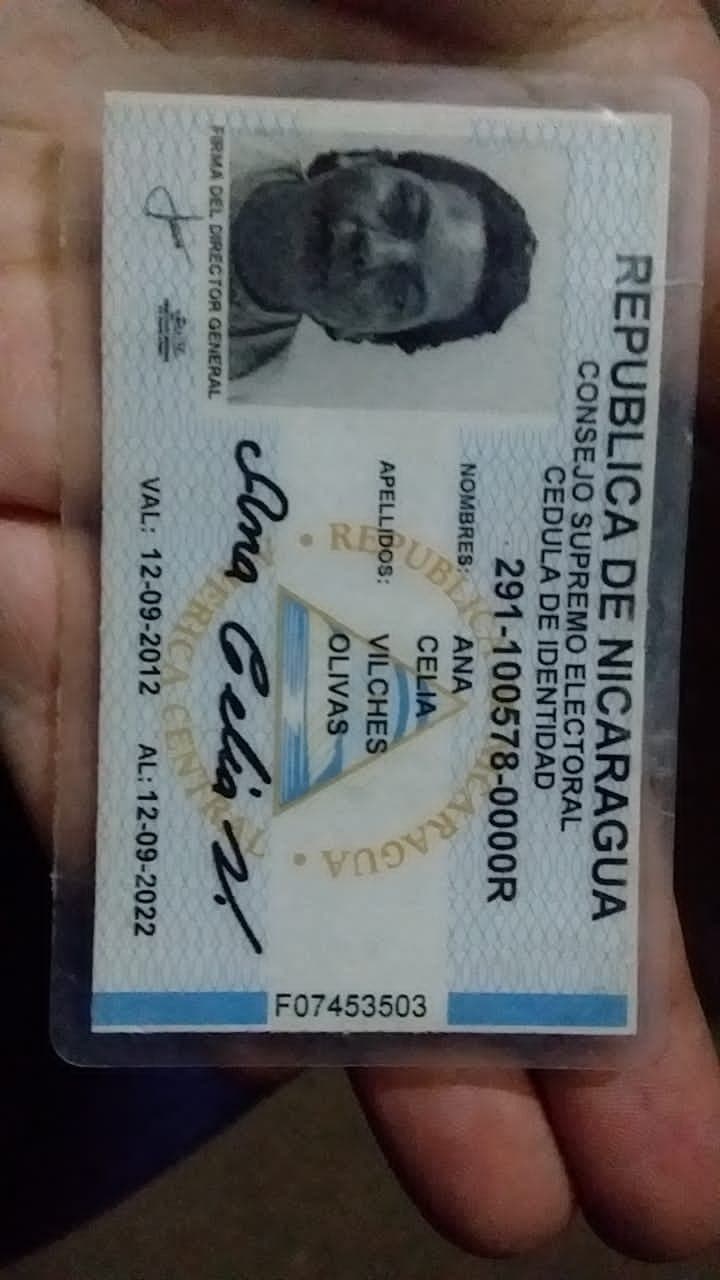 REPUBLICA DE NICARAGUA
CONSEJO SUPREMO ELECTORAL
CEDULA DE IDENTIDAD
291-100578-0000R
NOMBRES: ANA
CELIA
APELLIDOS: VILCHES
OLIVAS
REPUBLICA DE NICARAGUA
AMERICA CENTRAL
Ana Celia V.
FIRMA DEL DIRECTOR GENERAL
VAL: 12-09-2012 AL: 12-09-2022
F07453503